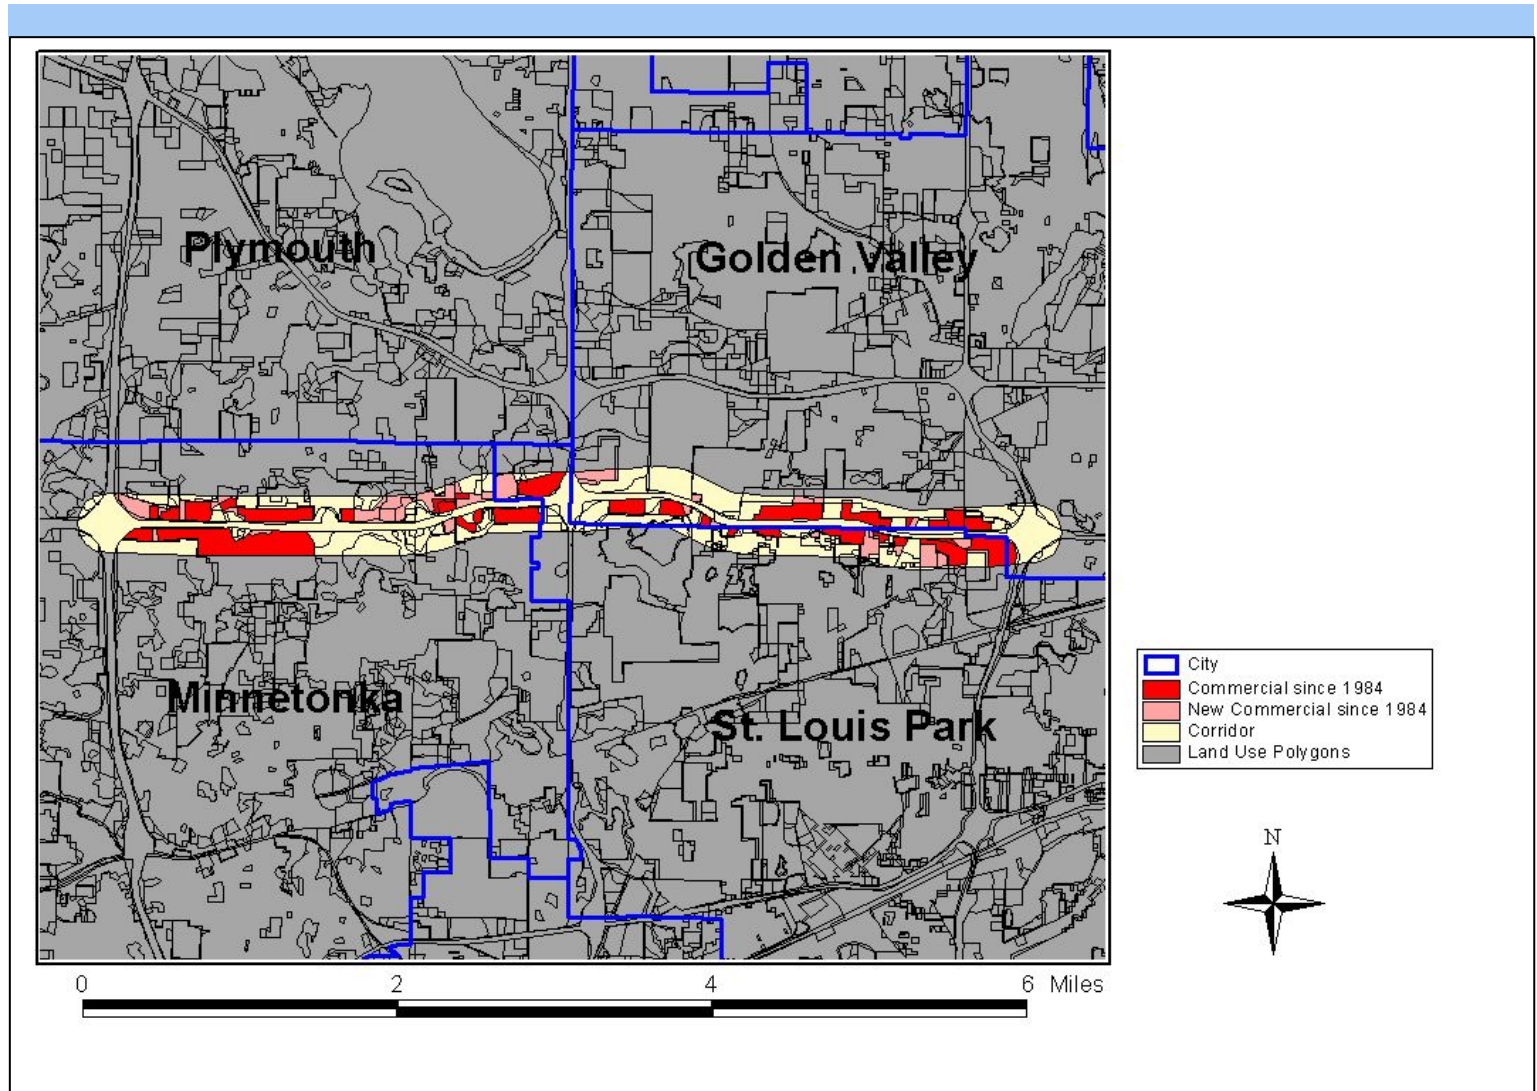 Plymouth
Golden Valley
Minnetonka
St. Louis Park
City
Commercial since 1984
New Commercial since 1984
Corridor
Land Use Polygons
N
0 2 4 6 Miles